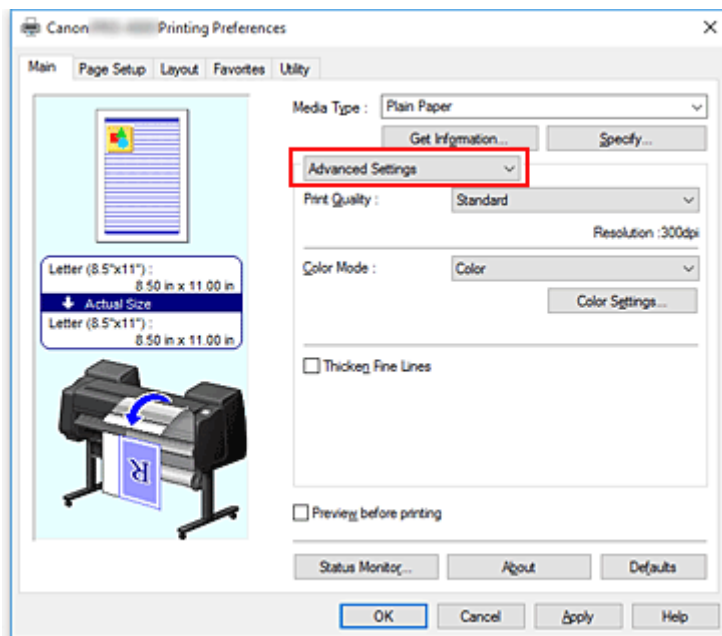 Canon Printing Preferences
Main Page Setup Layout Favorites Utility
Media Type : Plain Paper
Get Information... Specify...
Advanced Settings
Print Quality : Standard
Resolution :300dpi
Color Mode : Color
Color Settings...
Thicken Fine Lines
Letter (8.5"x11") :
8.50 in x 11.00 in
Actual Size
Letter (8.5"x11") :
8.50 in x 11.00 in
R
Preview before printing
Status Monitor... About Defaults
OK Cancel Apply Help